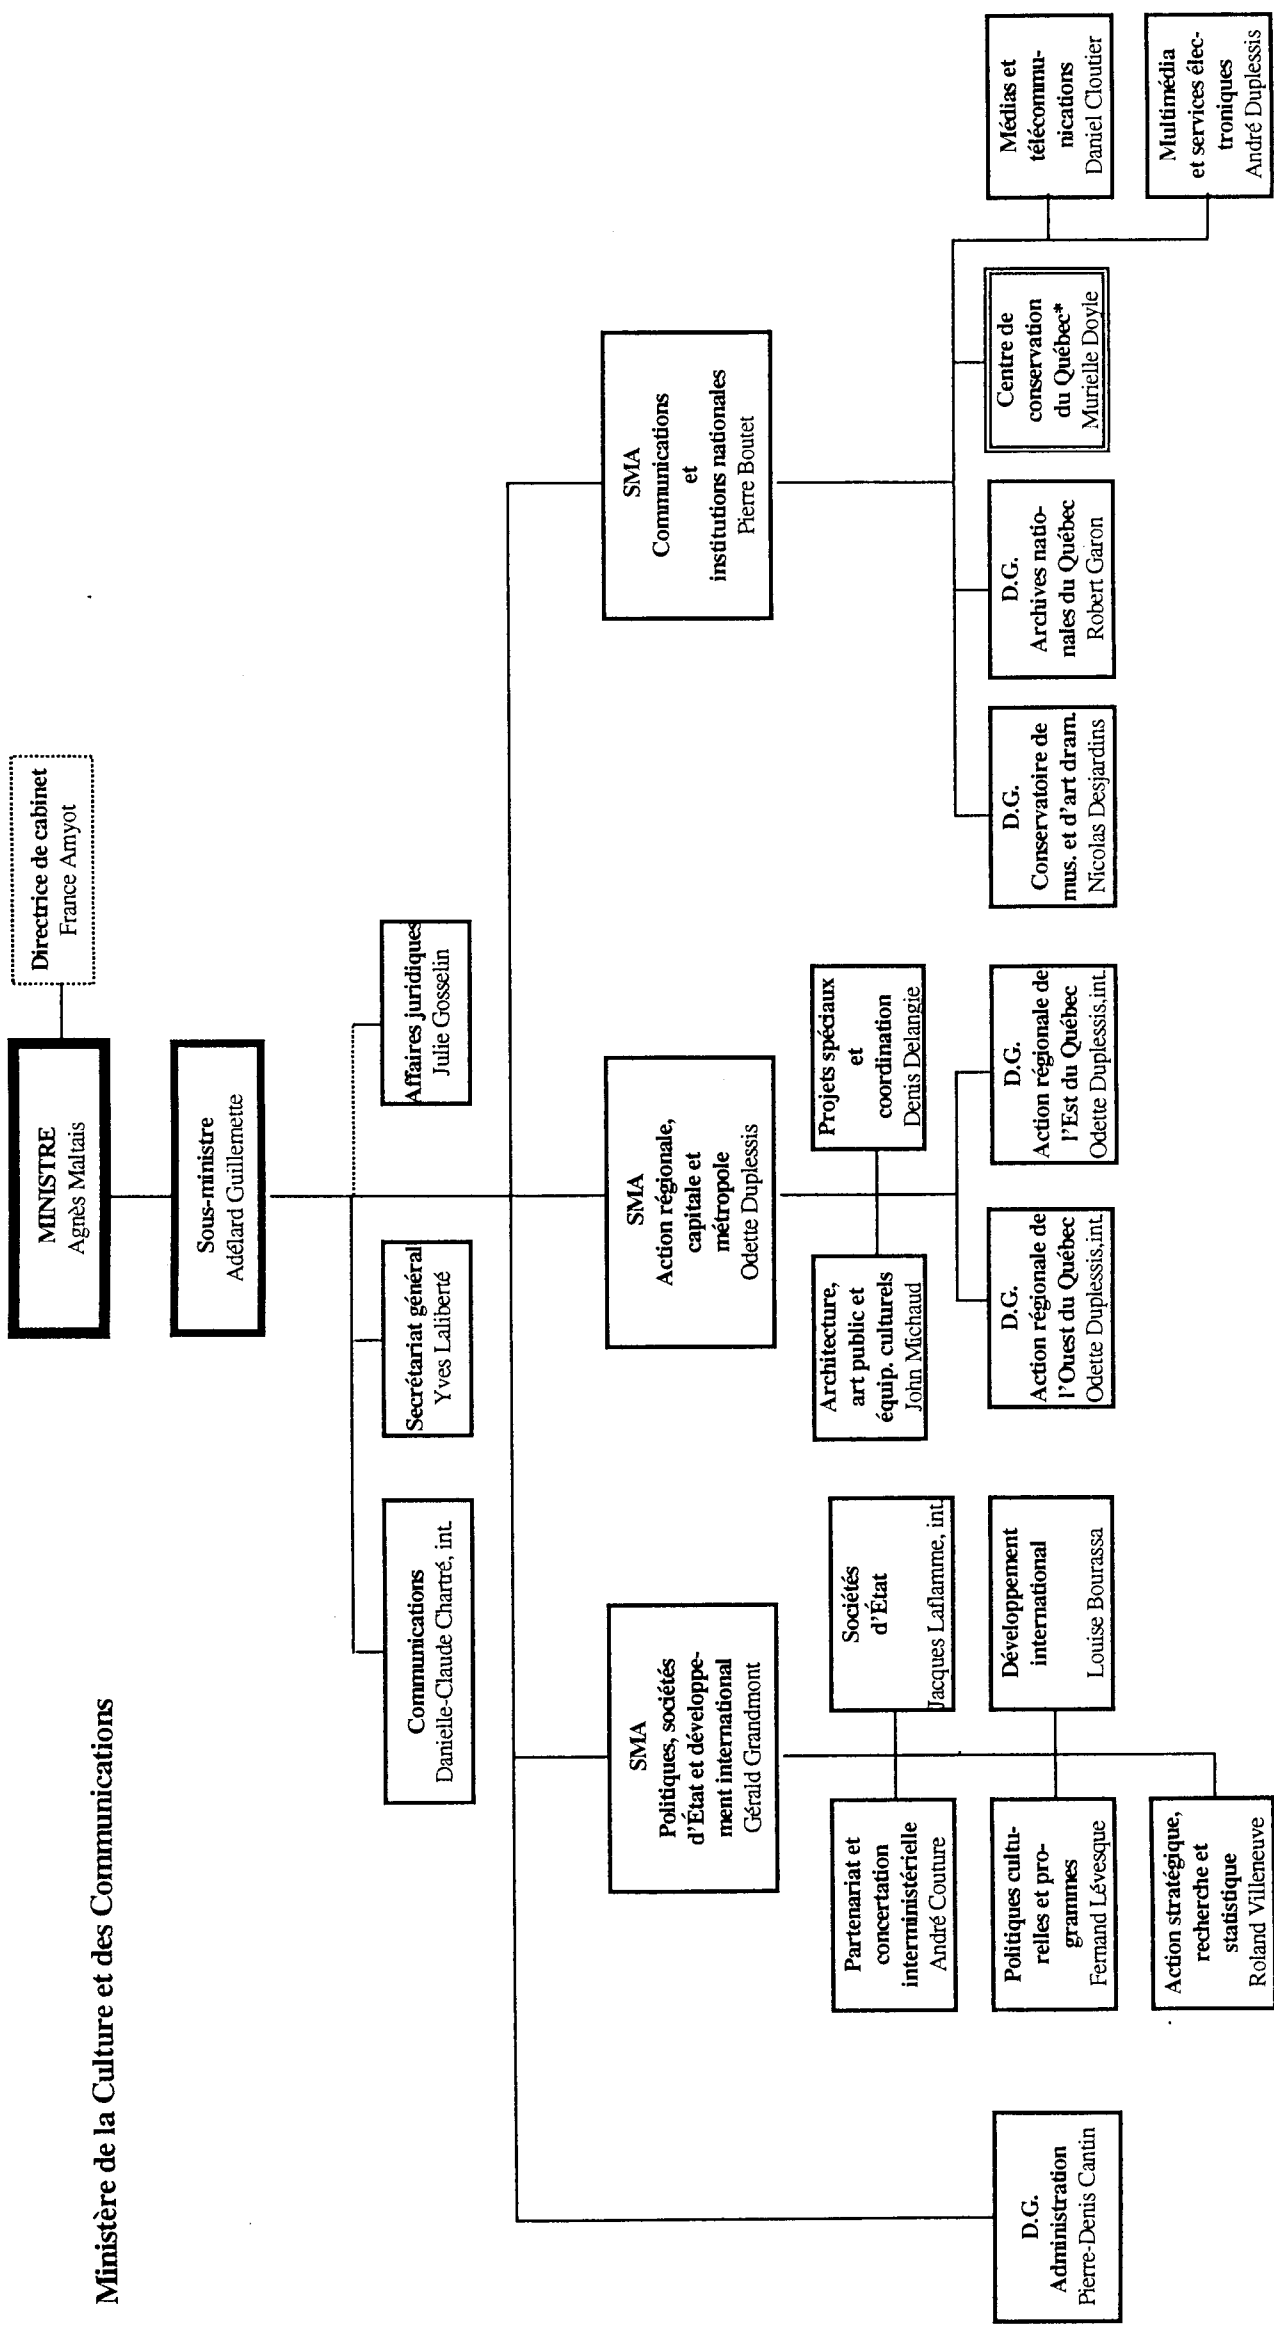 Ministère de la Culture et des Communications
MINISTRE
Agnès Maltais
Directrice de cabinet
France Amyot
Sous-ministre
Adélard Guillemette
Communications
Danielle-Claude Chartré, int.
Secrétariat général
Yves Laliberté
Affaires juridiques
Julie Gosselin
SMA
Politiques, sociétés
d'État et développe-
ment international
Gérald Grandmont
SMA
Action régionale,
capitale et
métropole
Odette Duplessis
SMA
Communications
et
institutions nationales
Pierre Boutet
Partenariat et
concertation
interministérielle
André Couture
Sociétés
d'État
Jacques Laflamme, int.
Politiques cultu-
relles et pro-
grammes
Fernand Lévesque
Développement
international
Louise Bourassa
Action stratégique,
recherche et
statistique
Roland Villeneuve
Architecture,
art public et
équip. culturels
John Michaud
Projets spéciaux
et
coordination
Denis Delangie
D.G.
Administration
Pierre-Denis Cantin
D.G.
Action régionale de
l'Ouest du Québec
Odette Duplessis,int.
D.G.
Action régionale de
l'Est du Québec
Odette Duplessis,int.
D.G.
Conservatoire de
mus. et d'art dram.
Nicolas Desjardins
D.G.
Archives natio-
nales du Québec
Robert Garon
Centre de
conservation
du Québec*
Murielle Doyle
Médias et
télécommu-
nications
Daniel Cloutier
Multimédia
et services élec-
troniques
André Duplessis